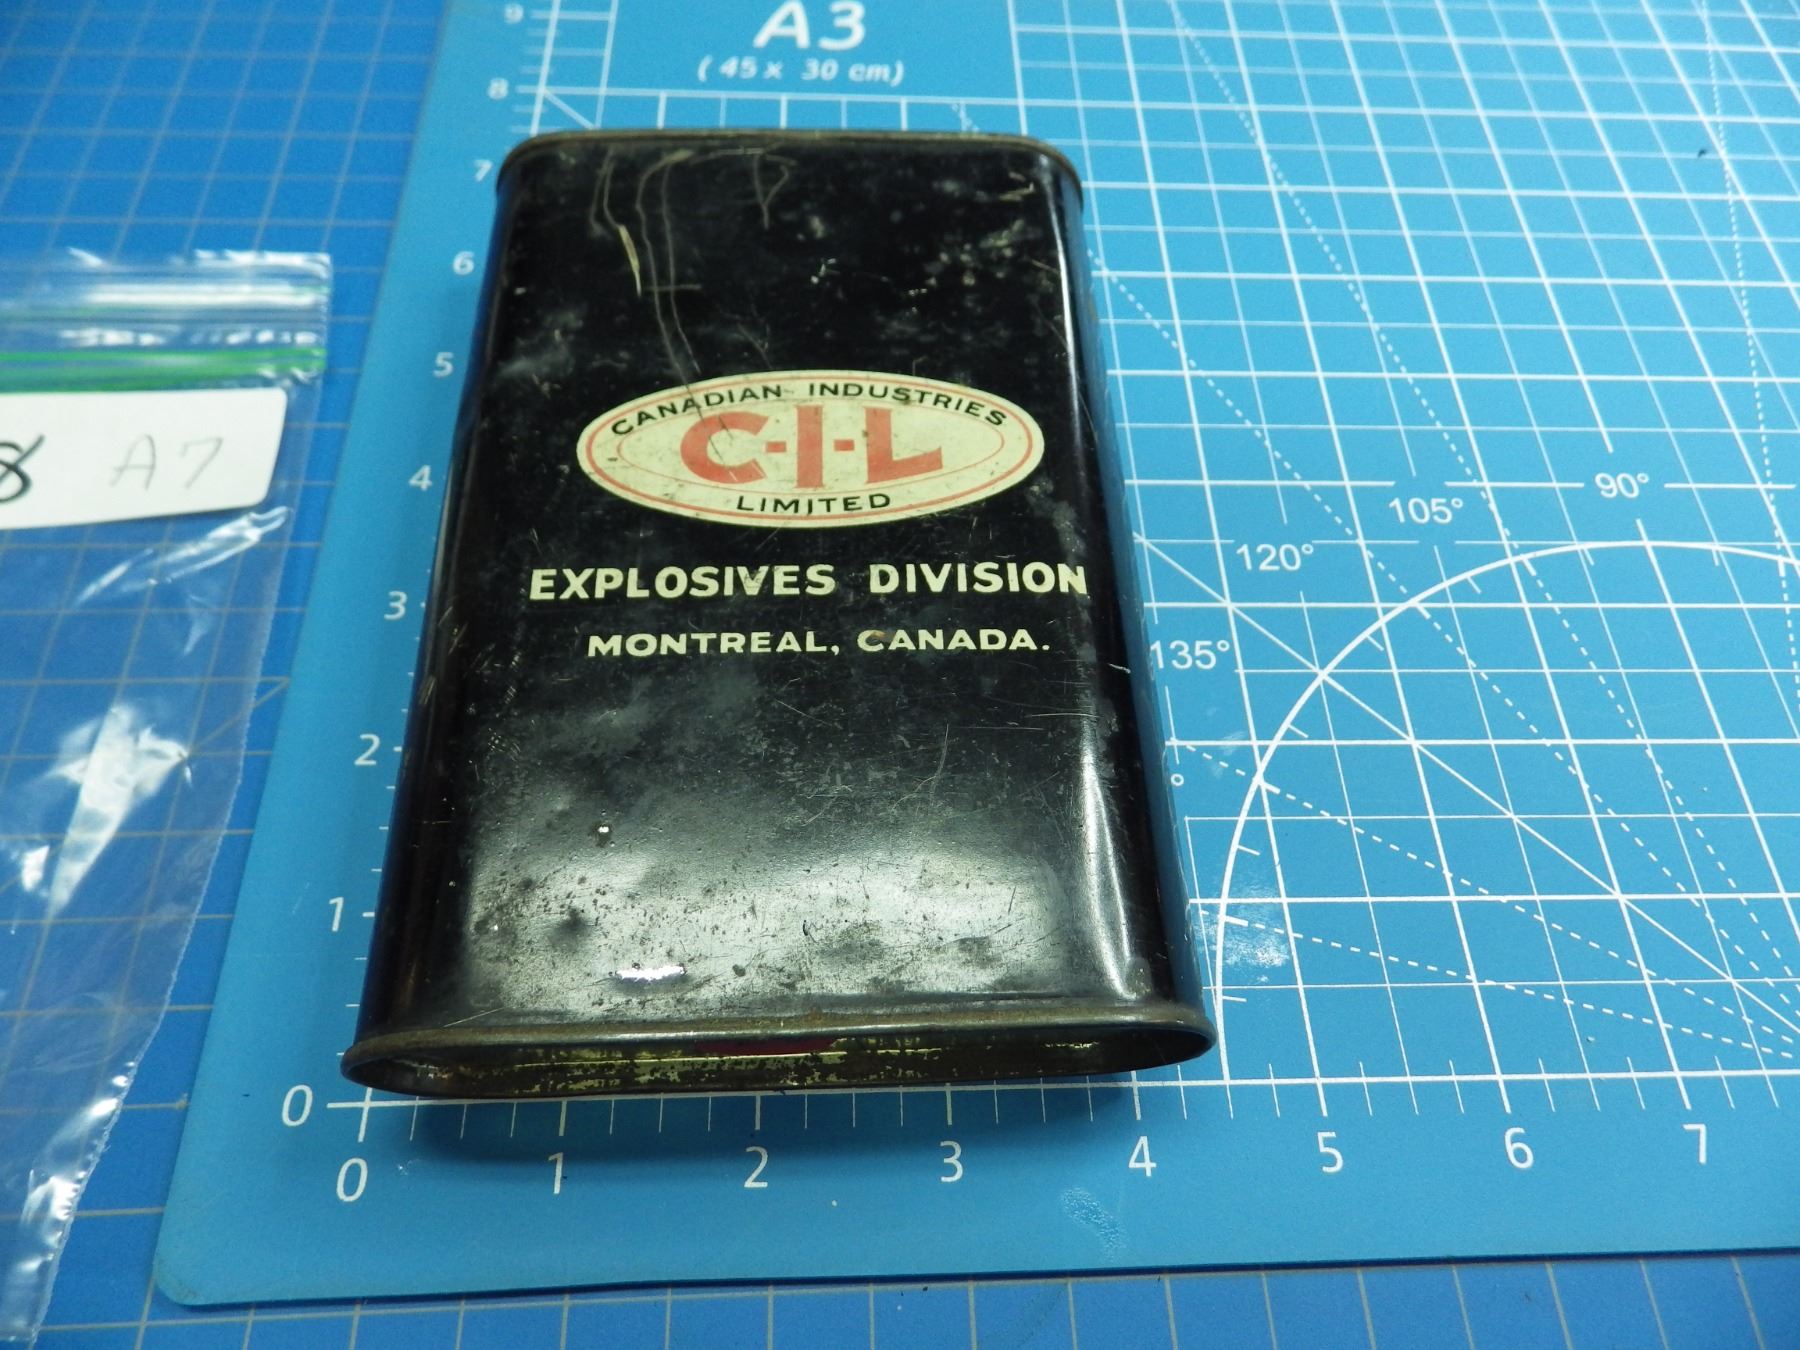 A3
(45 x 30 cm)
9
8
7
6
5
4
3
2
1
0
0 1 2 3 4 5 6 7
90°
105°
120°
135°
CANADIAN INDUSTRIES
C-I-L
LIMITED
EXPLOSIVES DIVISION
MONTREAL, CANADA.
8 A7